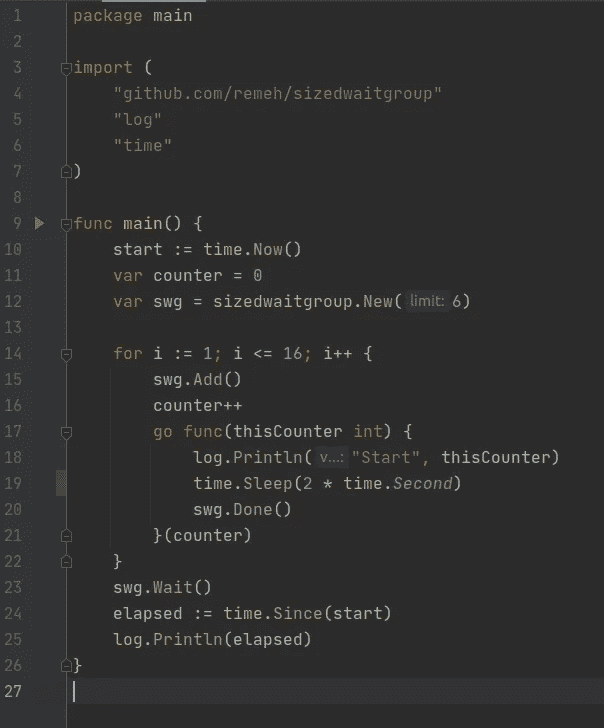 1 package main
2
3 import (
4     "github.com/remeh/sizedwaitgroup"
5     "log"
6     "time"
7 )
8
9 func main() {
10     start := time.Now()
11     var counter = 0
12     var swg = sizedwaitgroup.New( limit: 6)
13
14     for i := 1; i <= 16; i++ {
15         swg.Add()
16         counter++
17         go func(thisCounter int) {
18             log.Println( v...: "Start", thisCounter)
19             time.Sleep(2 * time.Second)
20             swg.Done()
21         }(counter)
22     }
23     swg.Wait()
24     elapsed := time.Since(start)
25     log.Println(elapsed)
26 }
27